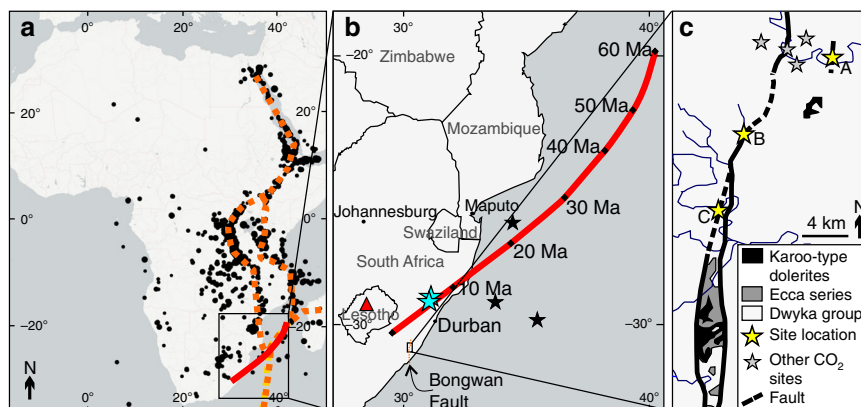 a
0°
20°
40°
20°
0°
−20°
N
0°
20°
40°
b
30°
40°
−20°
−30°
Zimbabwe
Mozambique
60 Ma
50 Ma
40 Ma
30 Ma
20 Ma
10 Ma
Maputo
Johannesburg
Swaziland
South Africa
Lesotho
Durban
Bongwan
Fault
N
30°
40°
c
A
B
C
N
4 km
Karoo-type
dolerites
Ecca series
Dwyka group
Site location
Other CO2
sites
Fault